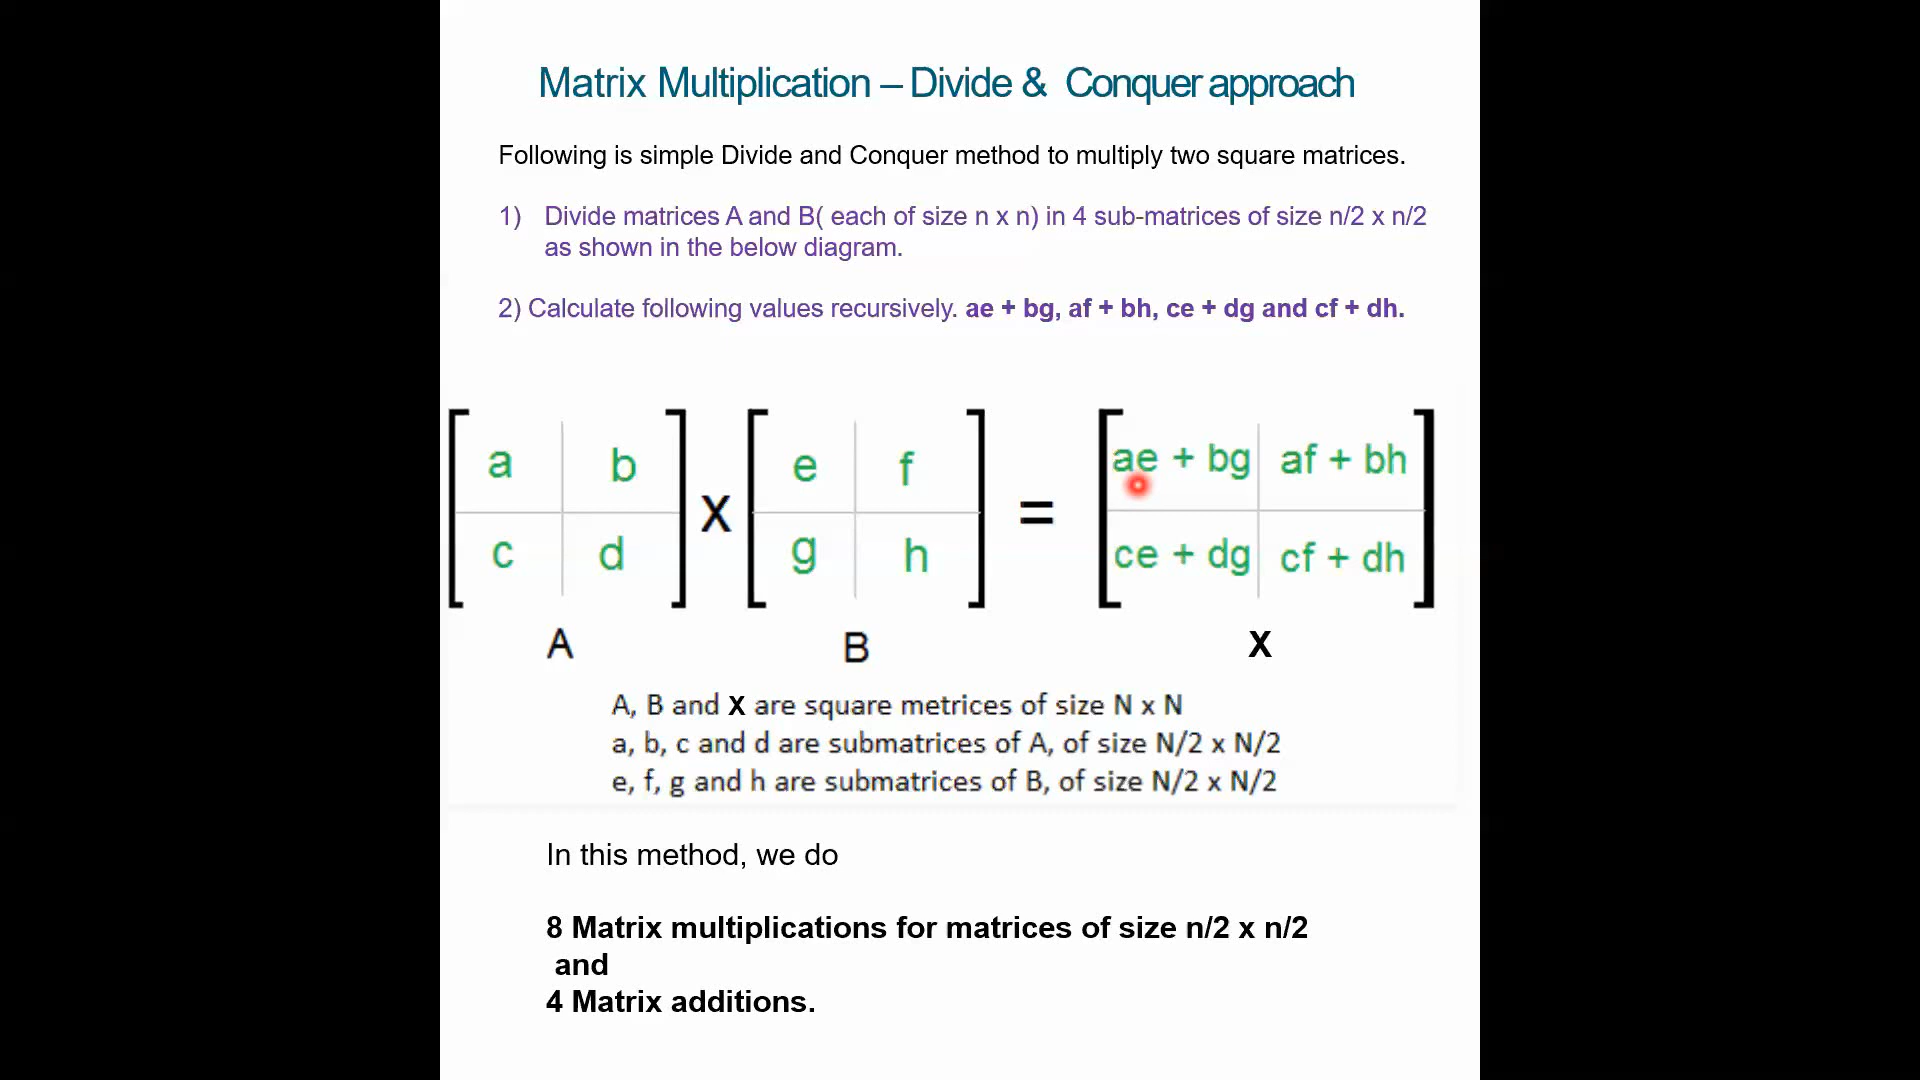 Matrix Multiplication – Divide & Conquer approach
Following is simple Divide and Conquer method to multiply two square matrices.
1) Divide matrices A and B( each of size n x n) in 4 sub-matrices of size n/2 x n/2
as shown in the below diagram.
2) Calculate following values recursively. ae + bg, af + bh, ce + dg and cf + dh.
a b e f ae + bg af + bh
X =
c d g h ce + dg cf + dh
A B X
A, B and X are square metrices of size N x N
a, b, c and d are submatrices of A, of size N/2 x N/2
e, f, g and h are submatrices of B, of size N/2 x N/2
In this method, we do
8 Matrix multiplications for matrices of size n/2 x n/2
and
4 Matrix additions.